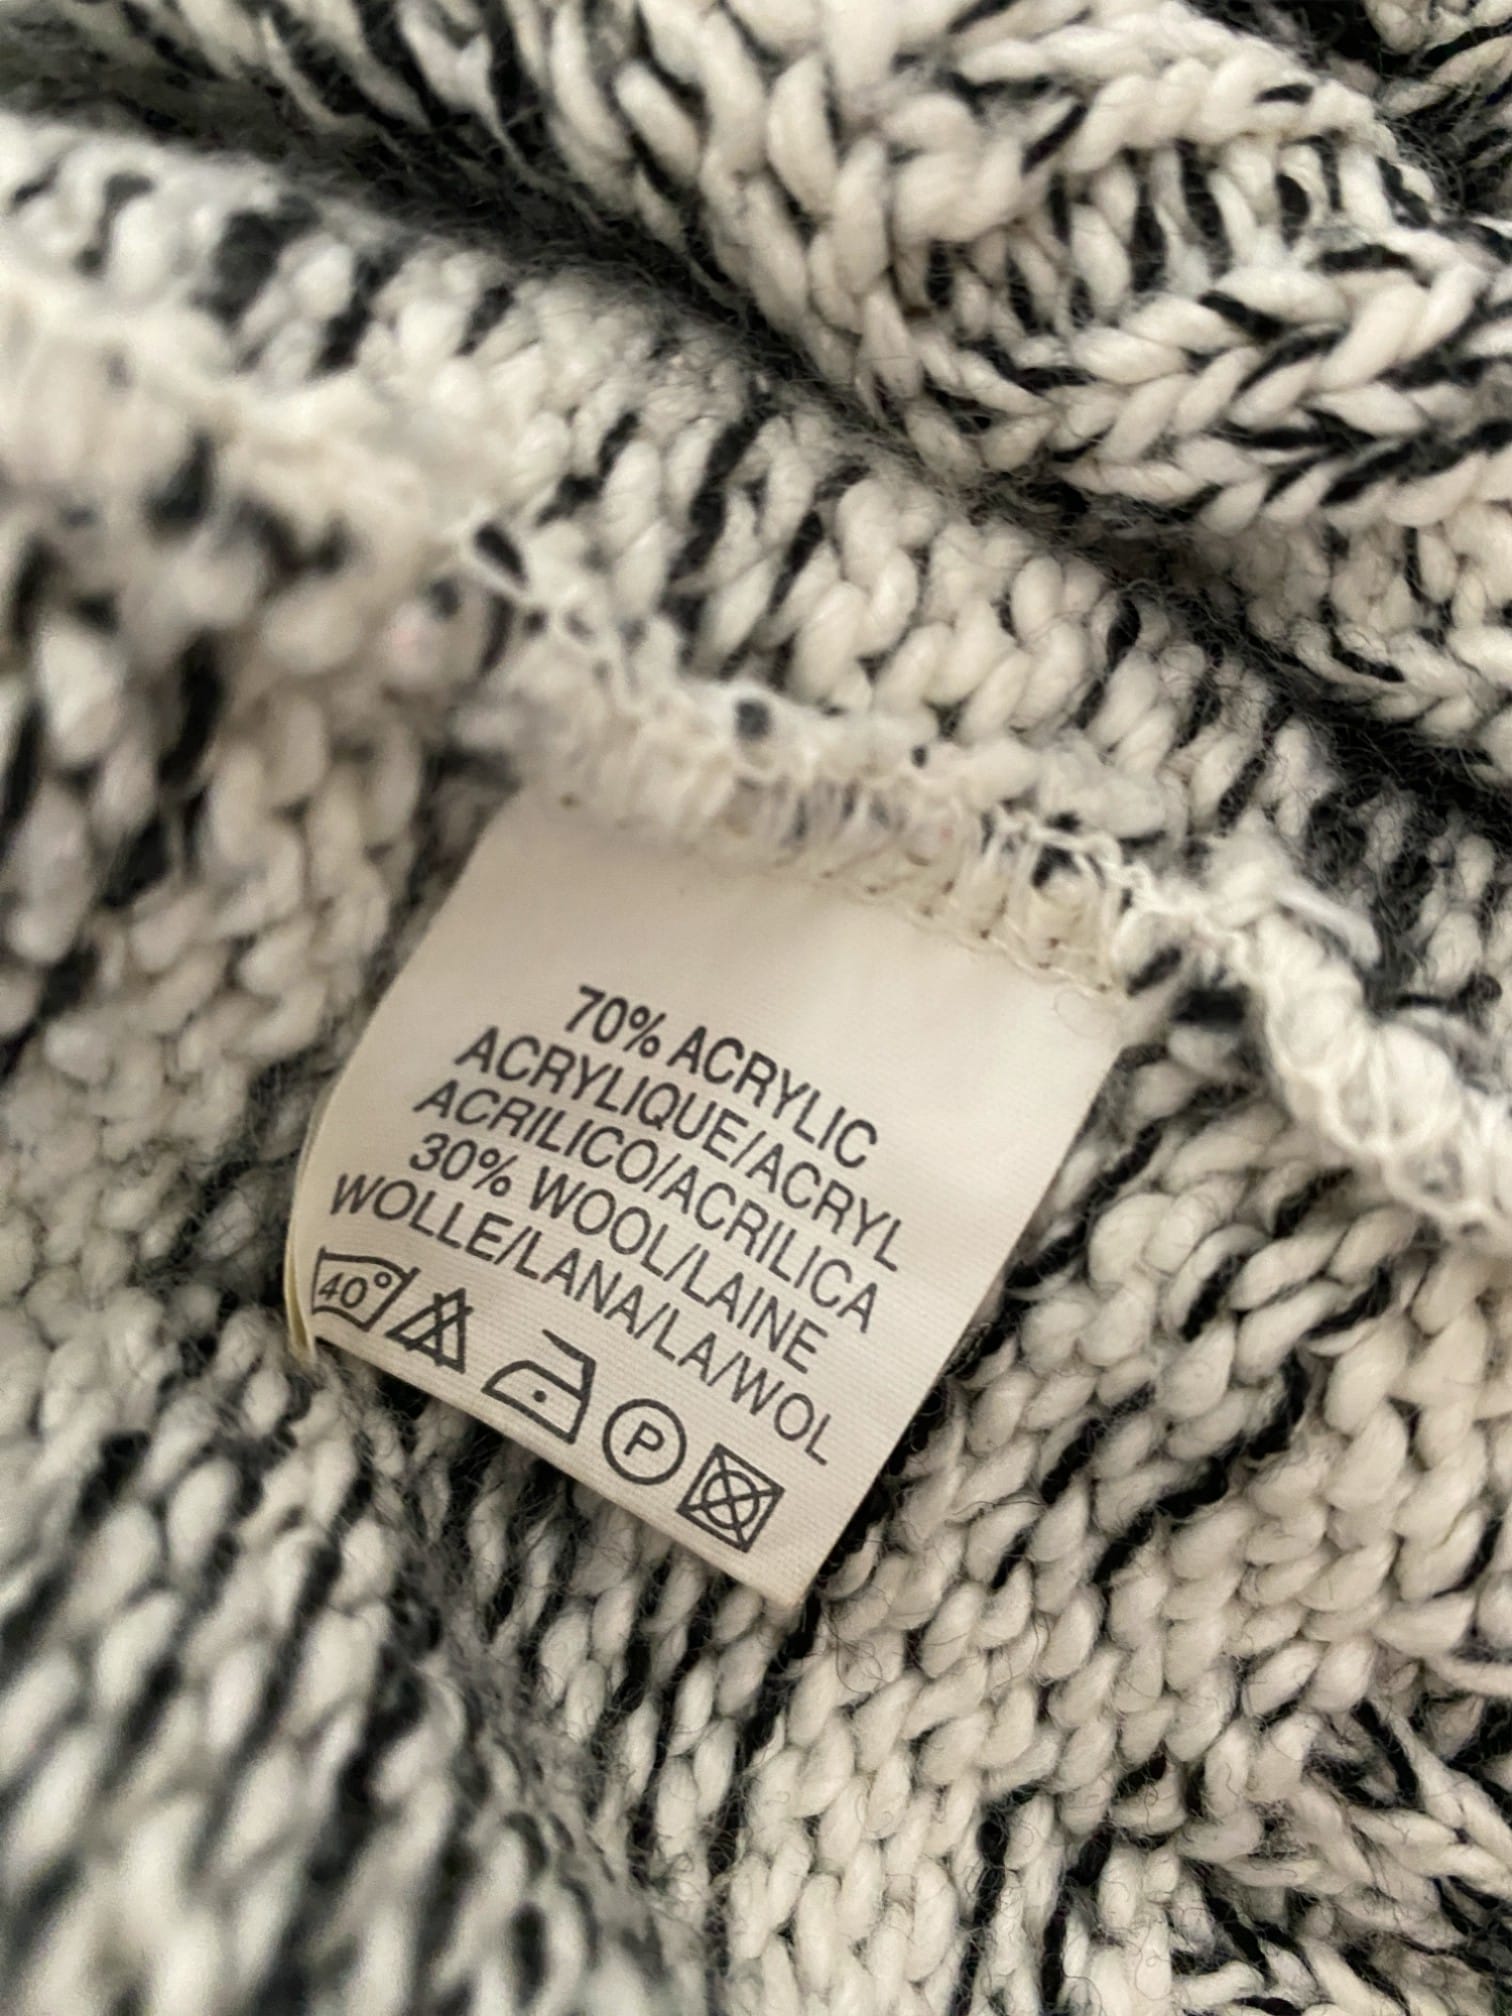 70% ACRYLIC
ACRYLIQUE/ACRYL
ACRILICO/ACRILICA
30% WOOL/LAINE
WOLLE/LANA/LA/WOL
40° P